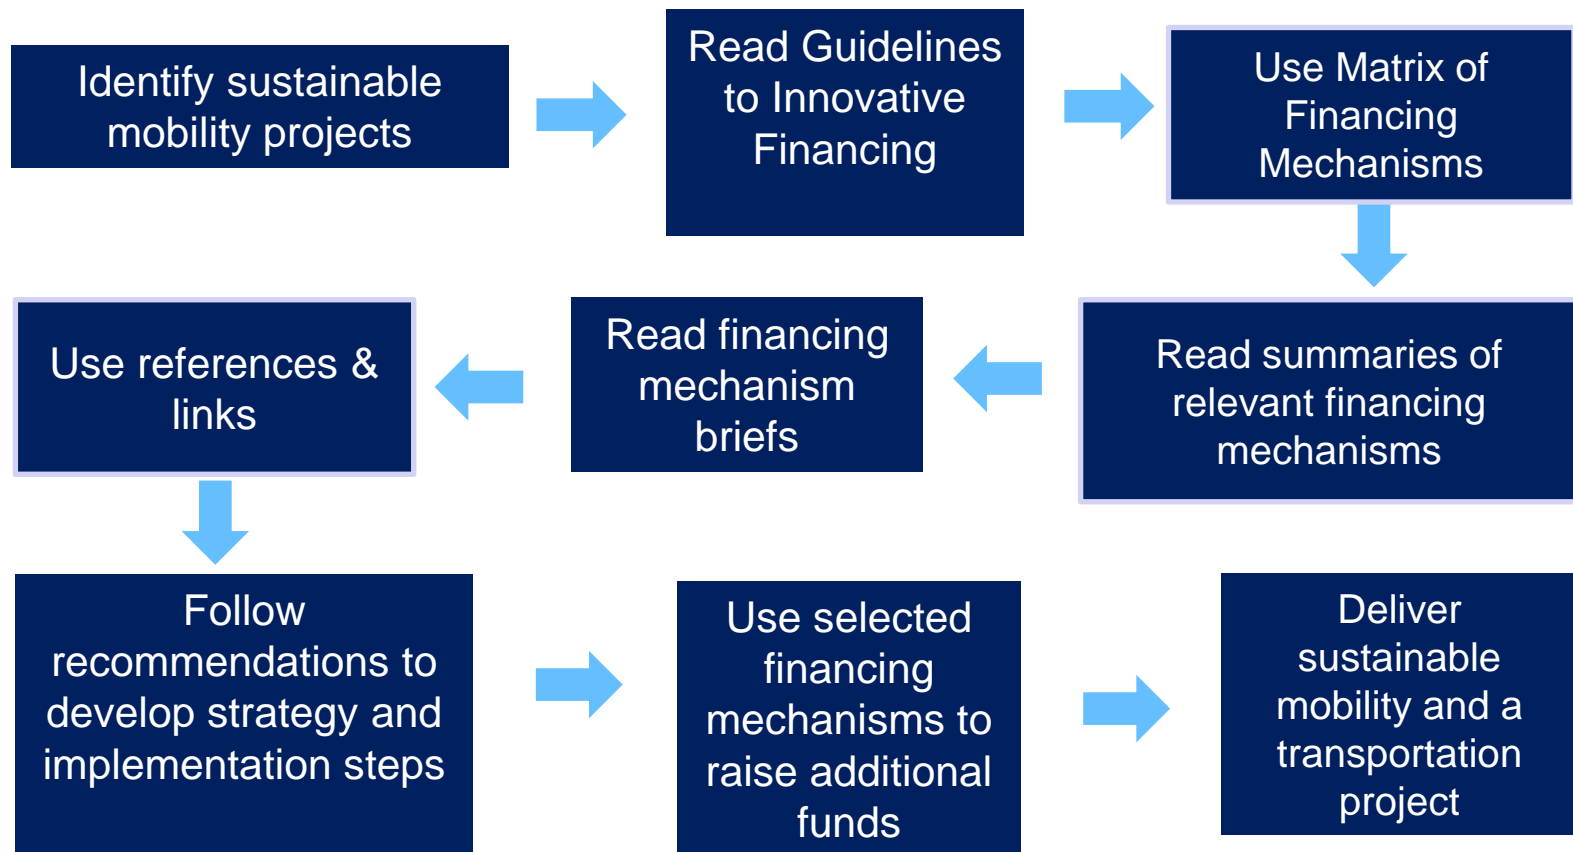 Identify sustainable
mobility projects
Read Guidelines
to Innovative
Financing
Use Matrix of
Financing
Mechanisms
Read summaries of
relevant financing
mechanisms
Read financing
mechanism
briefs
Use references &
links
Follow
recommendations to
develop strategy and
implementation steps
Use selected
financing
mechanisms to
raise additional
funds
Deliver
sustainable
mobility and a
transportation
project